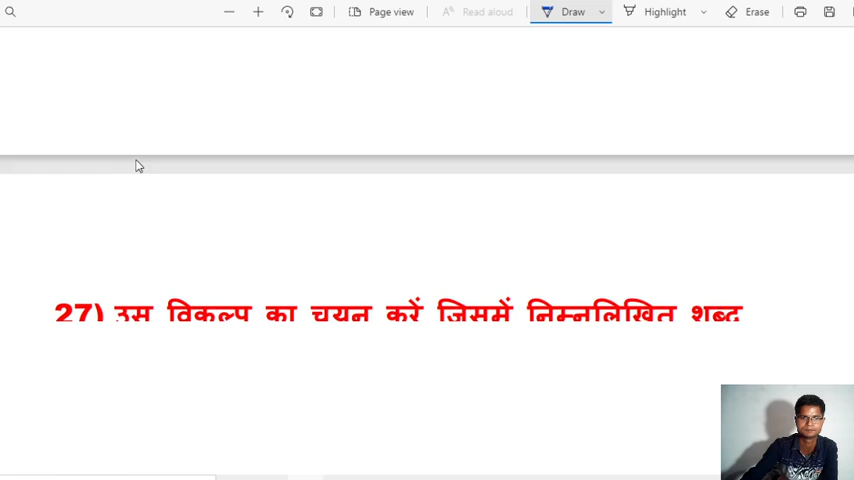 Page view Read aloud Draw Highlight Erase
27) उस विकल्प का चयन करें जिसमें निम्नलिखित शब्द